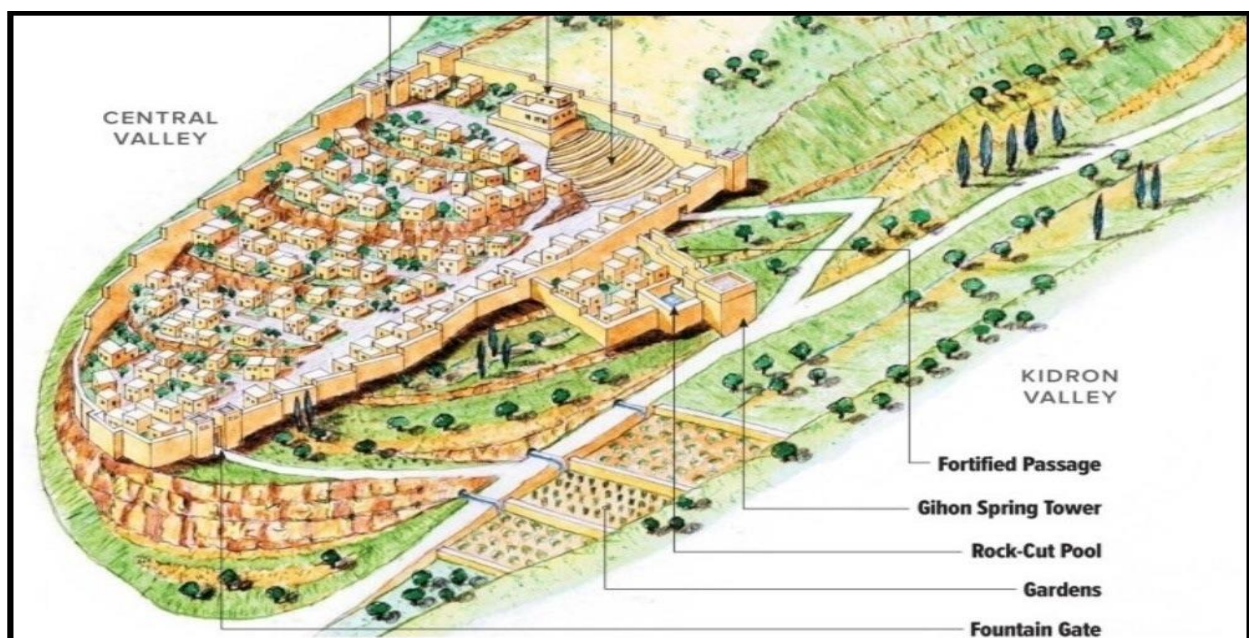 CENTRAL
VALLEY
KIDRON
VALLEY
Fortified Passage
Gihon Spring Tower
Rock-Cut Pool
Gardens
Fountain Gate